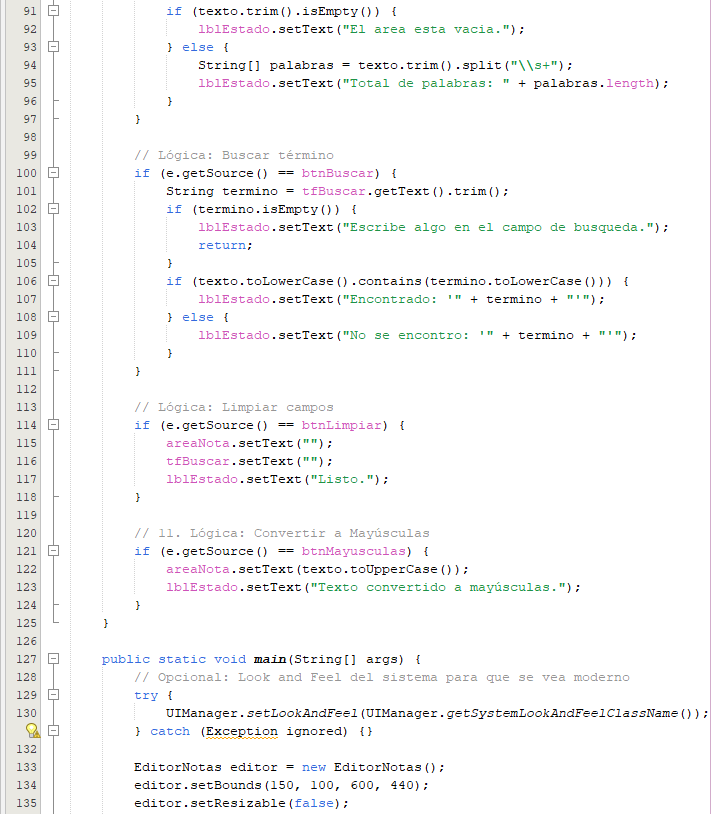 91 if (texto.trim().isEmpty()) {
92 lblEstado.setText("El area esta vacia.");
93 } else {
94 String[] palabras = texto.trim().split("\\s+");
95 lblEstado.setText("Total de palabras: " + palabras.length);
96 }
97 }
98
99 // Lógica: Buscar término
100 if (e.getSource() == btnBuscar) {
101 String termino = tfBuscar.getText().trim();
102 if (termino.isEmpty()) {
103 lblEstado.setText("Escribe algo en el campo de busqueda.");
104 return;
105 }
106 if (texto.toLowerCase().contains(termino.toLowerCase())) {
107 lblEstado.setText("Encontrado: '" + termino + "'");
108 } else {
109 lblEstado.setText("No se encontro: '" + termino + "'");
110 }
111 }
112
113 // Lógica: Limpiar campos
114 if (e.getSource() == btnLimpiar) {
115 areaNota.setText("");
116 tfBuscar.setText("");
117 lblEstado.setText("Listo.");
118 }
119
120 // 11. Lógica: Convertir a Mayúsculas
121 if (e.getSource() == btnMayusculas) {
122 areaNota.setText(texto.toUpperCase());
123 lblEstado.setText("Texto convertido a mayúsculas.");
124 }
125 }
126
127 public static void main(String[] args) {
128 // Opcional: Look and Feel del sistema para que se vea moderno
129 try {
130 UIManager.setLookAndFeel(UIManager.getSystemLookAndFeelClassName());
} catch (Exception ignored) {}
132
133 EditorNotas editor = new EditorNotas();
134 editor.setBounds(150, 100, 600, 440);
135 editor.setResizable(false);